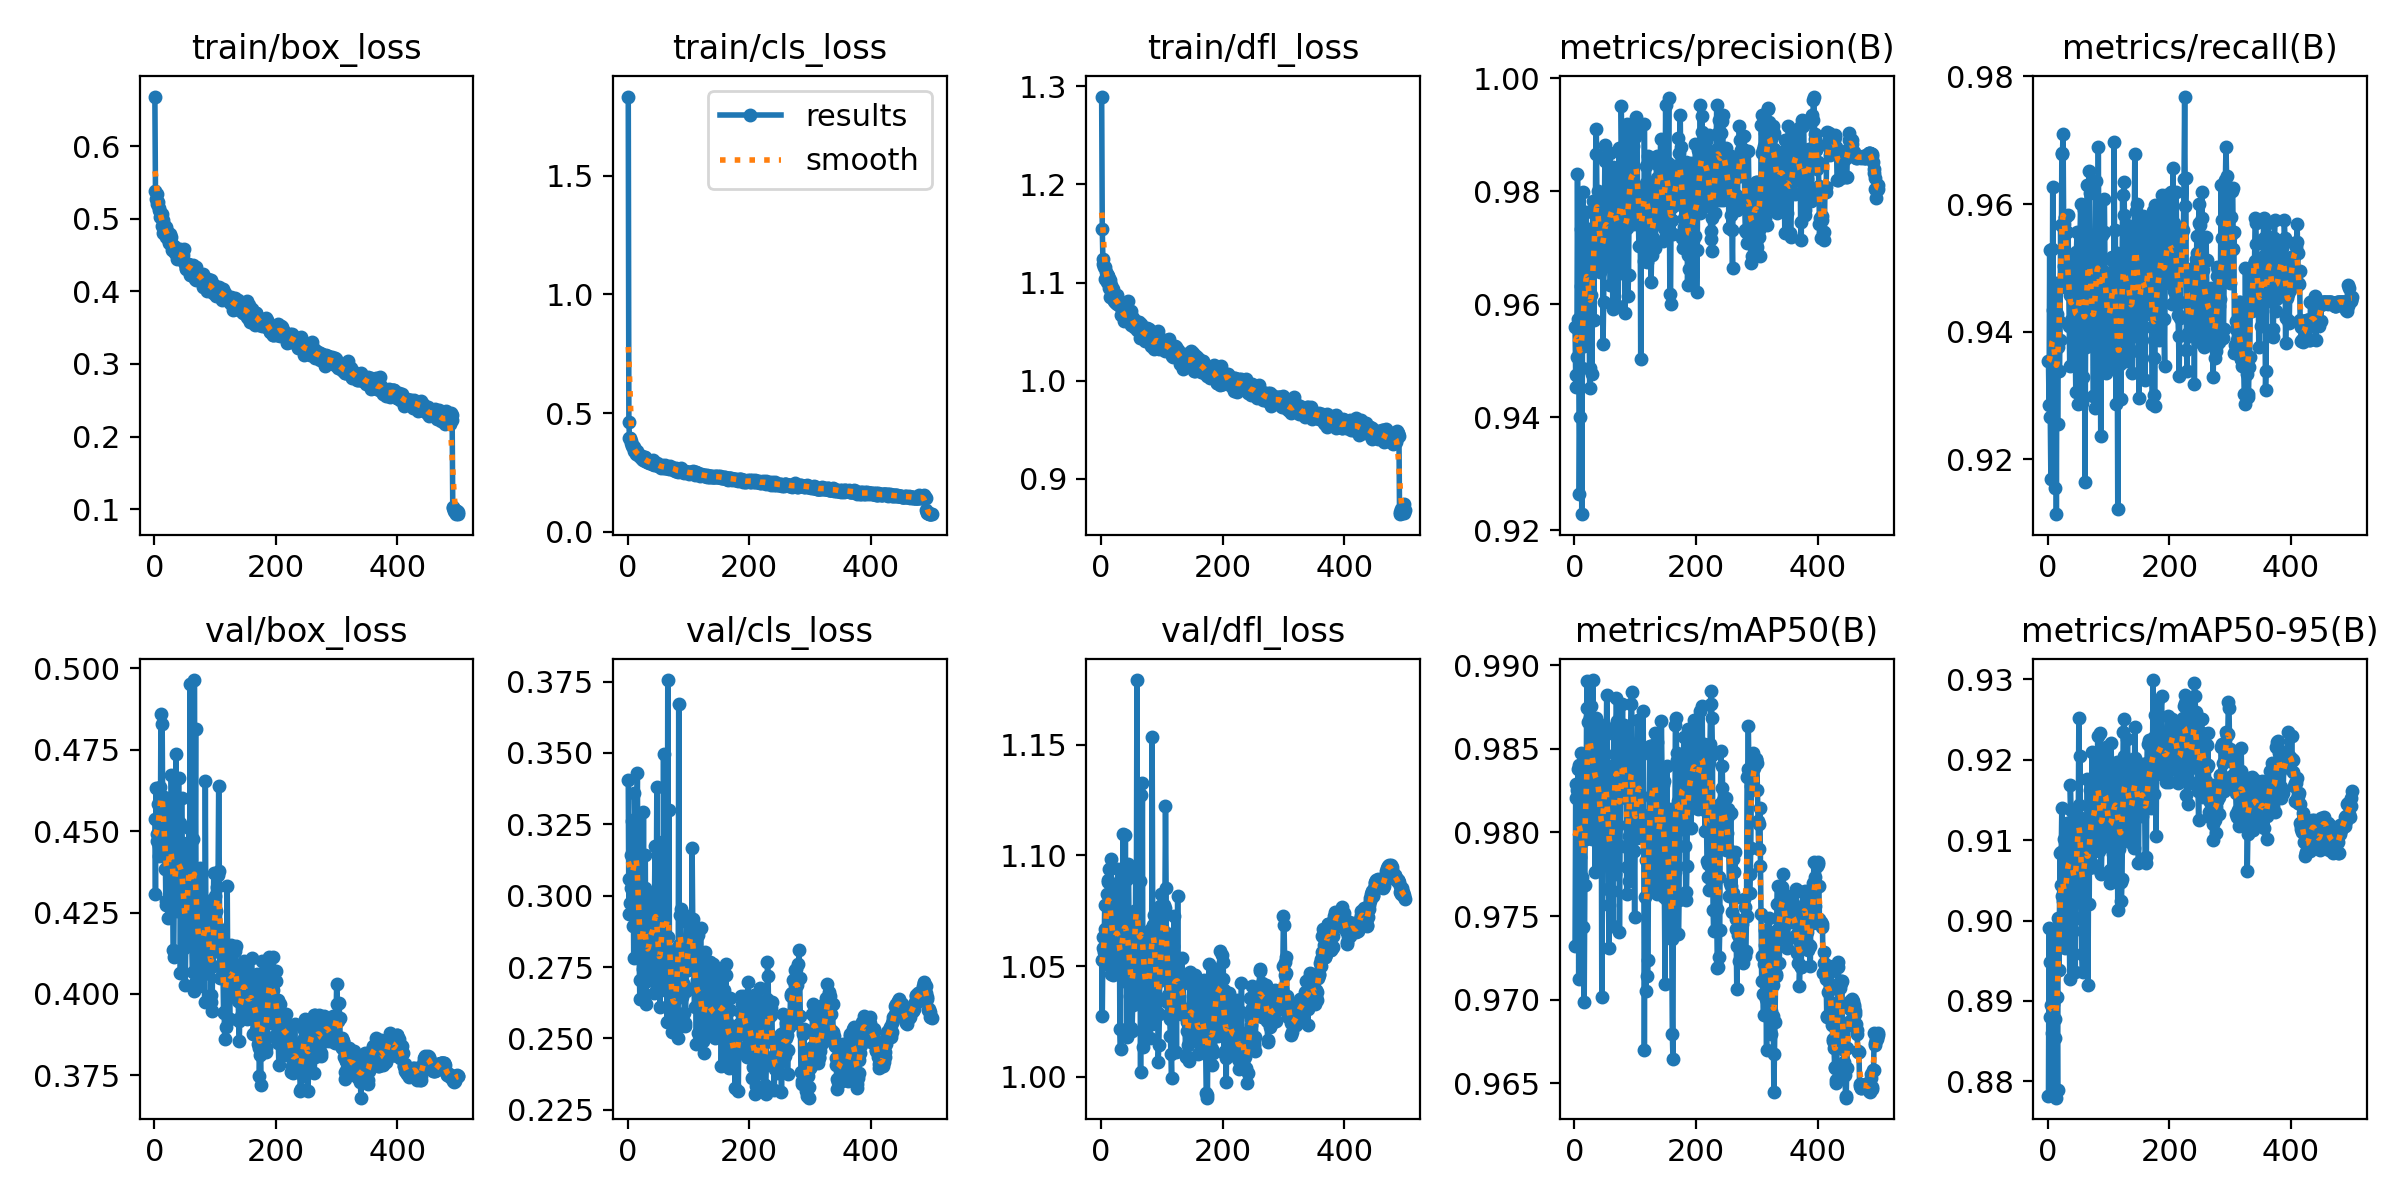 train/box_loss
0.6
0.5
0.4
0.3
0.2
0.1
0 200 400
train/cls_loss
results
smooth
1.5
1.0
0.5
0.0
0 200 400
train/dfl_loss
1.3
1.2
1.1
1.0
0.9
0 200 400
metrics/precision(B)
1.00
0.98
0.96
0.94
0.92
0 200 400
metrics/recall(B)
0.98
0.96
0.94
0.92
0 200 400
val/box_loss
0.500
0.475
0.450
0.425
0.400
0.375
0 200 400
val/cls_loss
0.375
0.350
0.325
0.300
0.275
0.250
0.225
0 200 400
val/dfl_loss
1.15
1.10
1.05
1.00
0 200 400
metrics/mAP50(B)
0.990
0.985
0.980
0.975
0.970
0.965
0 200 400
metrics/mAP50-95(B)
0.93
0.92
0.91
0.90
0.89
0.88
0 200 400